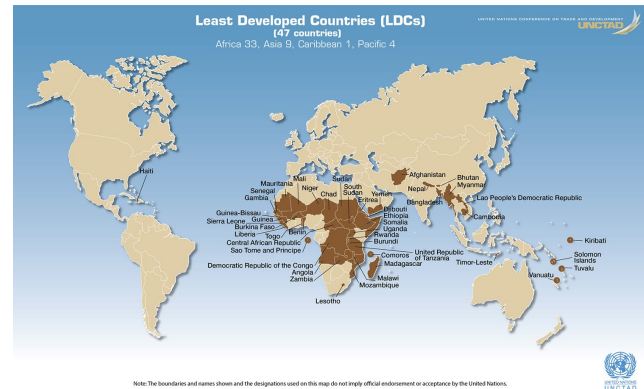 Least Developed Countries (LDCs)
(47 countries)
Africa 33, Asia 9, Caribbean 1, Pacific 4
UNITED NATIONS CONFERENCE ON TRADE AND DEVELOPMENT
UNCTAD
Haiti
Mauritania
Senegal
Gambia
Mali
Niger
Chad
Sudan
South
Sudan
Eritrea
Yemen
Afghanistan
Nepal
Bangladesh
Bhutan
Myanmar
Lao People's Democratic Republic
Cambodia
Guinea-Bissau
Guinea
Sierra Leone
Burkina Faso
Liberia
Togo
Benin
Central African Republic
Sao Tome and Principe
Djibouti
Ethiopia
Somalia
Uganda
Rwanda
Burundi
United Republic
of Tanzania
Comoros
Madagascar
Democratic Republic of the Congo
Angola
Zambia
Malawi
Mozambique
Lesotho
Timor-Leste
Kiribati
Solomon
Islands
Tuvalu
Vanuatu
Note: The boundaries and names shown and the designations used on this map do not imply official endorsement or acceptance by the United Nations.
UNITED NATIONS
UNCTAD